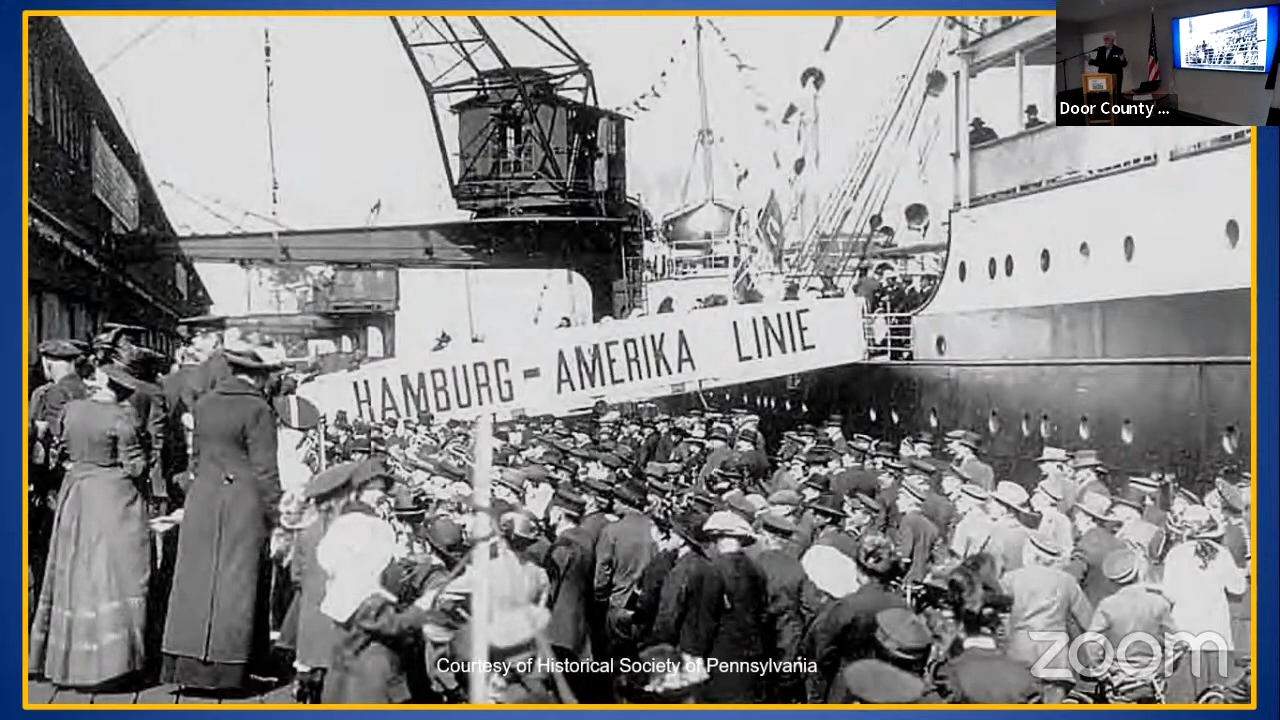 Door County ...
HAMBURG - AMERIKA LINIE
Courtesy of Historical Society of Pennsylvania
zoom